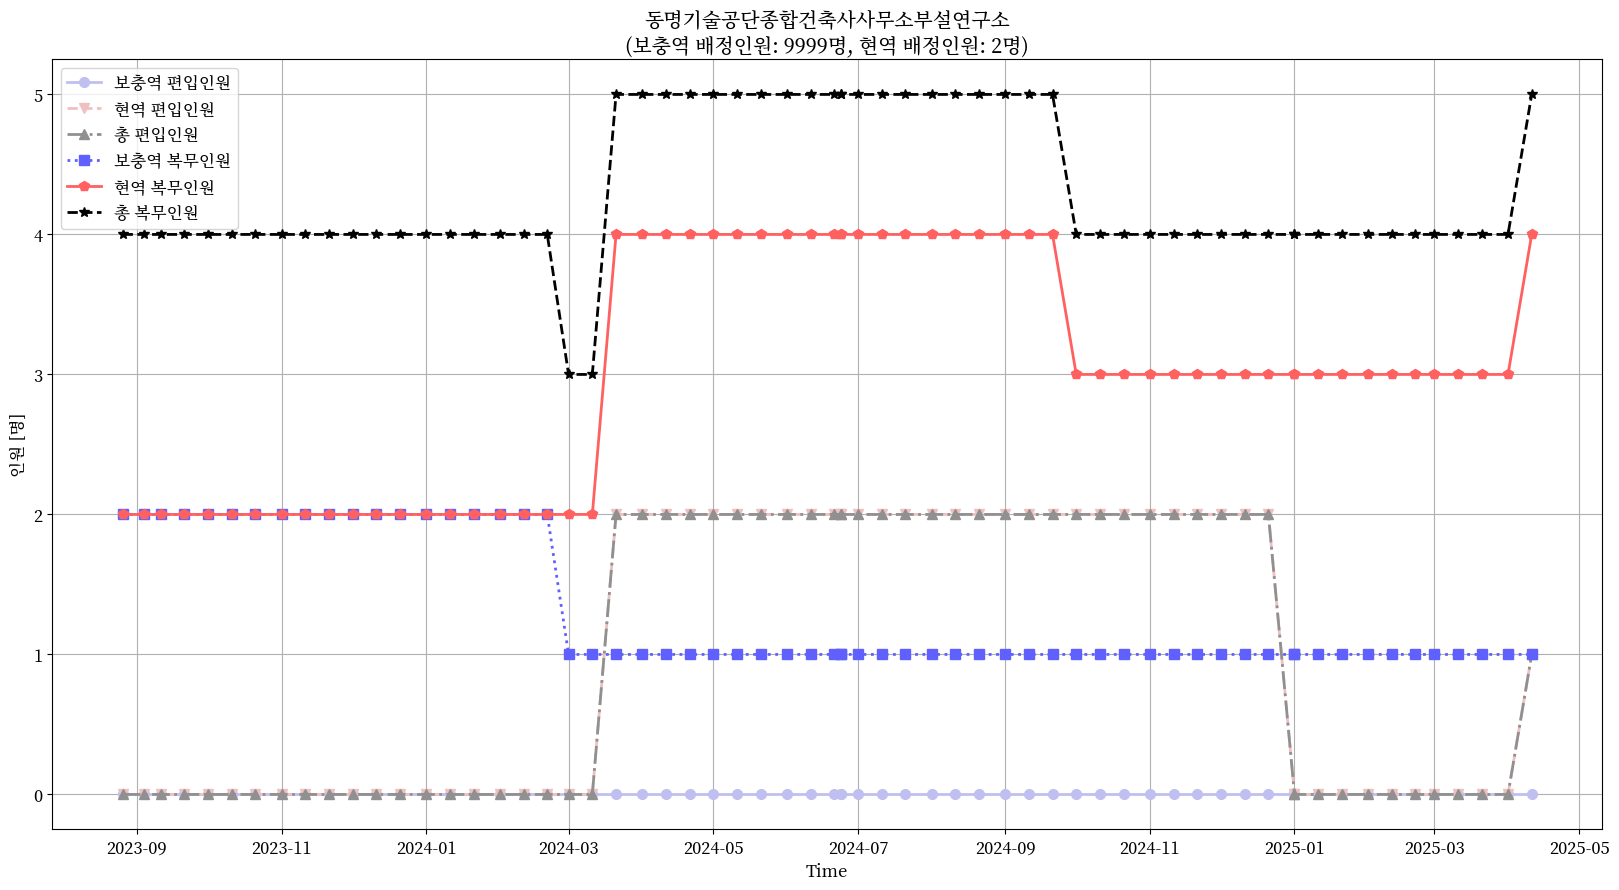 동명기술공단종합건축사사무소부설연구소
(보충역 배정인원: 9999명, 현역 배정인원: 2명)
보충역 편입인원
현역 편입인원
총 편입인원
보충역 복무인원
현역 복무인원
총 복무인원
인원 [명]
5
4
3
2
1
0
2023-09 2023-11 2024-01 2024-03 2024-05 2024-07 2024-09 2024-11 2025-01 2025-03 2025-05
Time